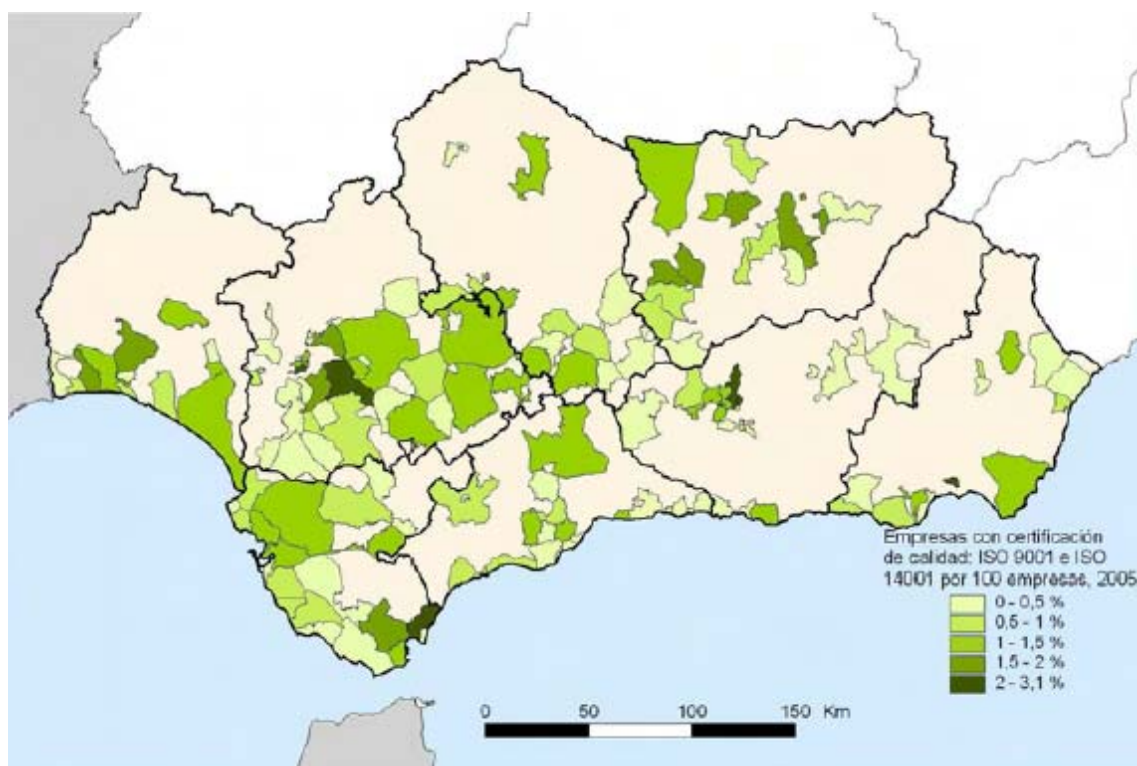 Empresas con certificación
de calidad: ISO 9001 e ISO
14001 por 100 empresas, 2005
0 - 0,5 %
0.5 - 1 %
1 - 1,5 %
1.5 - 2 %
2 - 3,1 %
0 50 100 150 Km